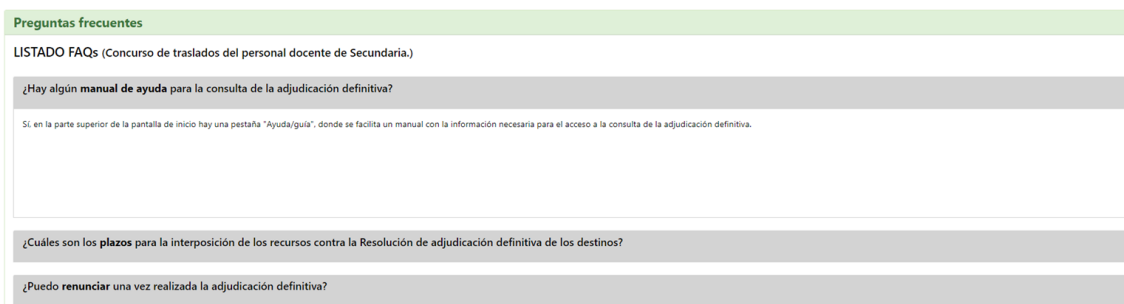 Preguntas frecuentes
LISTADO FAQs (Concurso de traslados del personal docente de Secundaria.)
¿Hay algún manual de ayuda para la consulta de la adjudicación definitiva?
Sí, en la parte superior de la pantalla de inicio hay una pestaña "Ayuda/guía", donde se facilita un manual con la información necesaria para el acceso a la consulta de la adjudicación definitiva.
¿Cuáles son los plazos para la interposición de los recursos contra la Resolución de adjudicación definitiva de los destinos?
¿Puedo renunciar una vez realizada la adjudicación definitiva?